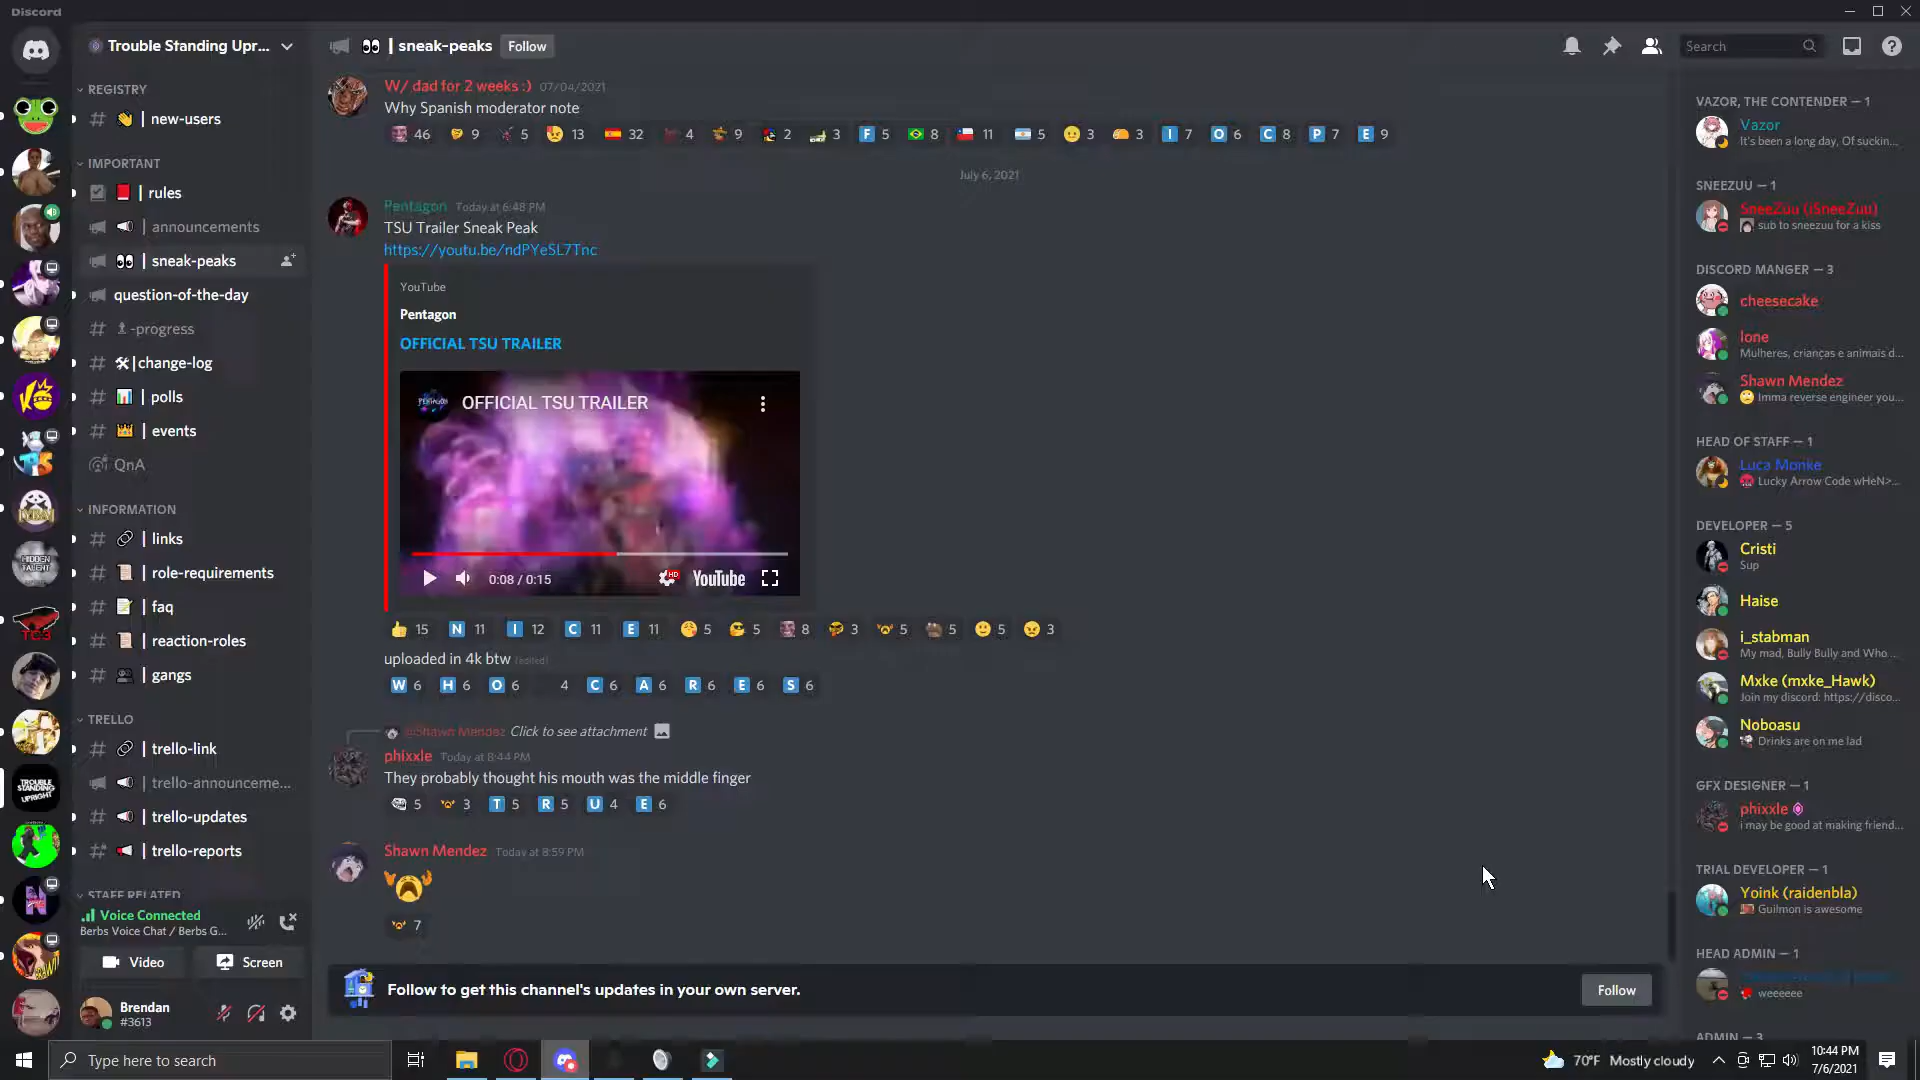 Discord
Trouble Standing Upr...
REGISTRY
# | new-users
IMPORTANT
| rules
| announcements
| sneak-peaks
question-of-the-day
# -progress
# |change-log
# | polls
# | events
QnA
INFORMATION
# | links
# | role-requirements
# | faq
# | reaction-roles
# | gangs
TRELLO
# | trello-link
| trello-announceme...
# | trello-updates
# | trello-reports
STAFF RELATED
Voice Connected
Berbs Voice Chat / Berbs G...
Video
Screen
Brendan
#3613
TROUBLE
STANDING
UPRIGHT
| sneak-peaks
Follow
Search
W/ dad for 2 weeks :) 07/04/2021
Why Spanish moderator note
46 9 5 13 32 4 9 2 3 F 5 8 11 5 3 3 I 7 O 6 C 8 P 7 E 9
July 6, 2021
Pentagon Today at 6:48 PM
TSU Trailer Sneak Peak
https://youtu.be/ndPYeSL7Tnc
YouTube
Pentagon
OFFICIAL TSU TRAILER
OFFICIAL TSU TRAILER
0:08 / 0:15
HD
YouTube
15 N 11 I 12 C 11 E 11 5 5 8 3 5 5 5 3
uploaded in 4k btw (edited)
W 6 H 6 O 6 4 C 6 A 6 R 6 E 6 S 6
@Shawn Mendez Click to see attachment
phixxle Today at 8:44 PM
They probably thought his mouth was the middle finger
5 3 T 5 R 5 U 4 E 6
Shawn Mendez Today at 8:59 PM
7
Follow to get this channel's updates in your own server.
Follow
VAZOR, THE CONTENDER — 1
Vazor
It's been a long day, Of suckin...
SNEEZUU — 1
SneeZuu (iSneeZuu)
sub to sneezuu for a kiss
DISCORD MANGER — 3
cheesecake
lone
Mulheres, crianças e animais d...
Shawn Mendez
Imma reverse engineer you...
HEAD OF STAFF — 1
Luca Monke
Lucky Arrow Code wHeN>...
DEVELOPER — 5
Cristi
Sup
Haise
i_stabman
My mad, Bully Bully and Who...
Mxke (mxke_Hawk)
Join my discord: https://disco...
Noboasu
Drinks are on me lad
GFX DESIGNER — 1
phixxle
i may be good at making friend...
TRIAL DEVELOPER — 1
Yoink (raidenbla)
Guilmon is awesome
HEAD ADMIN — 1
weeeeee
ADMIN — 3
Type here to search
70°F Mostly cloudy
10:44 PM
7/6/2021